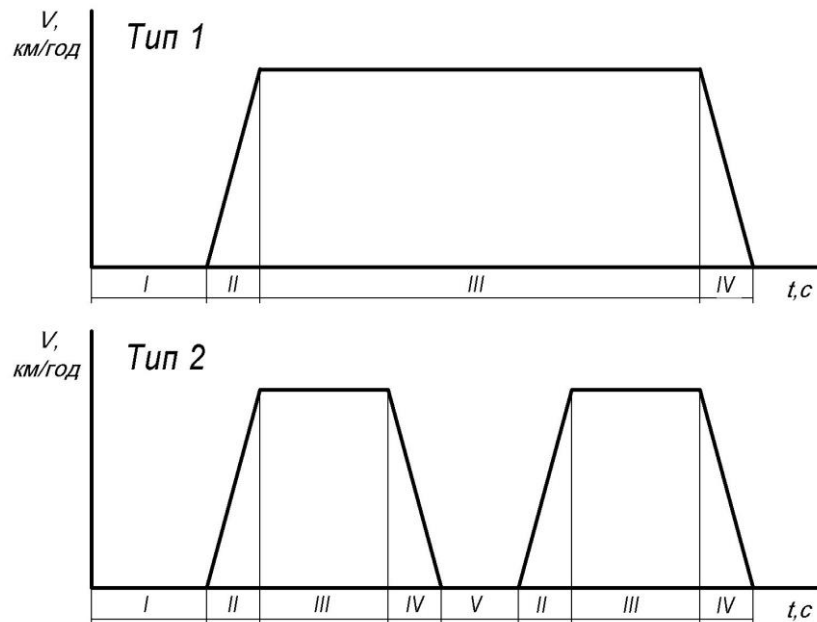 V,
км/год
Тип 1
I II III IV t,c
V,
км/год
Тип 2
I II III IV V II III IV t,c